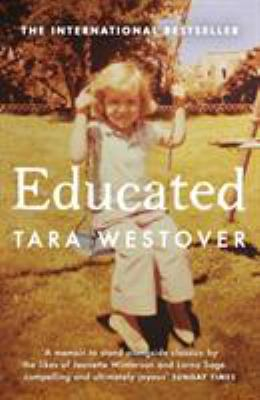 THE INTERNATIONAL BESTSELLER
Educated
TARA WESTOVER
'A memoir to stand alongside classics by
the likes of Jeanette Winterson and Lorna Sage...
compelling and ultimately joyous' SUNDAY TIMES